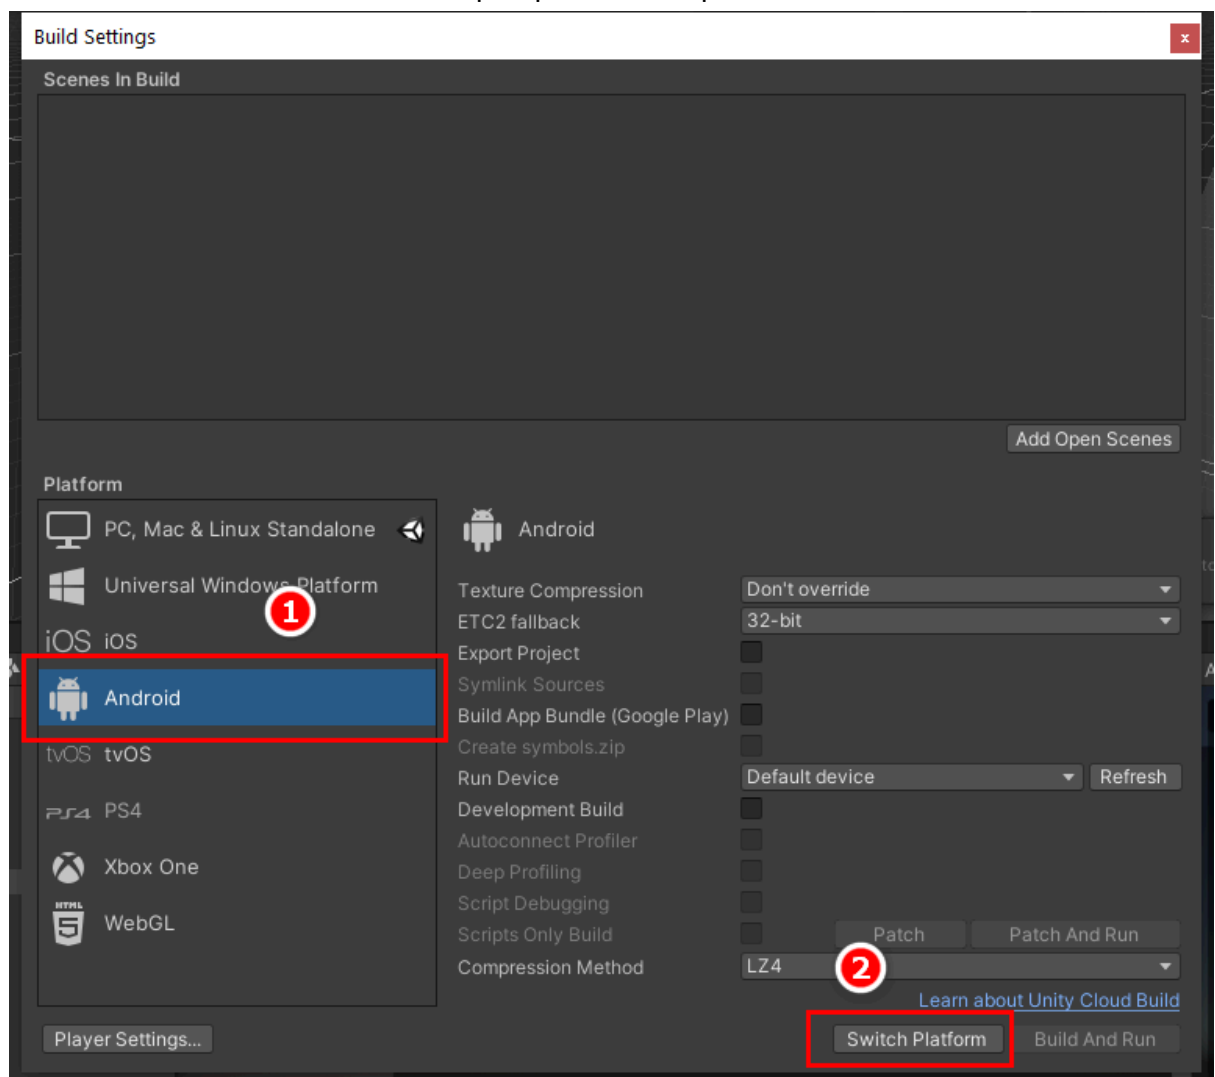 Build Settings
x
Scenes In Build
Add Open Scenes
Platform
PC, Mac & Linux Standalone
Universal Windows Platform
1
iOS iOS
Android
tvOS tvOS
PS4 PS4
Xbox One
HTML 5 WebGL
Android
Texture Compression Don't override
ETC2 fallback 32-bit
Export Project
Symlink Sources
Build App Bundle (Google Play)
Create symbols.zip
Run Device Default device Refresh
Development Build
Autoconnect Profiler
Deep Profiling
Script Debugging
Scripts Only Build Patch Patch And Run
Compression Method LZ4
2
Learn about Unity Cloud Build
Player Settings... Switch Platform Build And Run